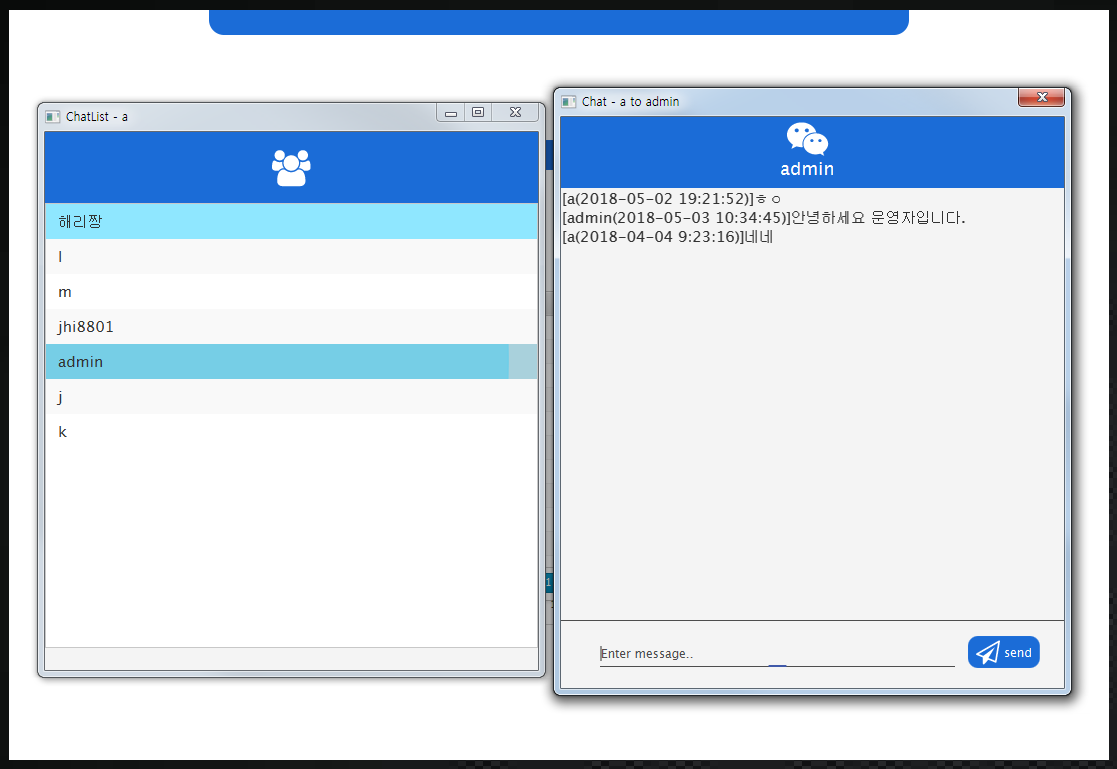 ChatList - a
해리짱
l
m
jhi8801
admin
j
k
Chat - a to admin
admin
[a(2018-05-02 19:21:52)]ㅎㅇ
[admin(2018-05-03 10:34:45)]안녕하세요 운영자입니다.
[a(2018-04-04 9:23:16)]네네
Enter message..
send
1